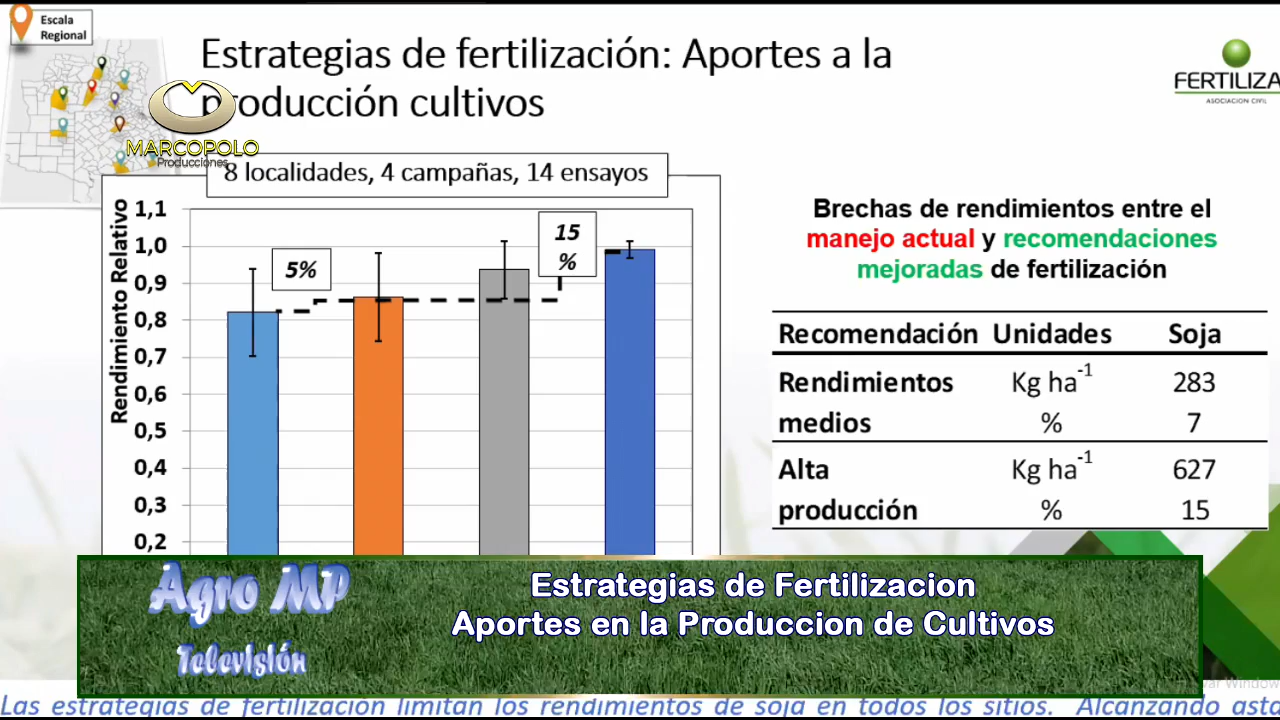 Escala
Regional
Estrategias de fertilización: Aportes a la
producción cultivos
FERTILIZA
ASOCIACION CIVIL
MARCOPOLO
Producciones
8 localidades, 4 campañas, 14 ensayos
Rendimiento Relativo
1,1
1,0
0,9
0,8
0,7
0,6
0,5
0,4
0,3
0,2
5%
15
%
Brechas de rendimientos entre el
manejo actual y recomendaciones
mejoradas de fertilización
Recomendación Unidades Soja
Rendimientos Kg ha-1 283
medios % 7
Alta Kg ha-1 627
producción % 15
Agro MP
Televisión
Estrategias de Fertilizacion
Aportes en la Produccion de Cultivos
Las estrategias de fertilización limitan los rendimientos de soja en todos los sitios. Alcanzando asta